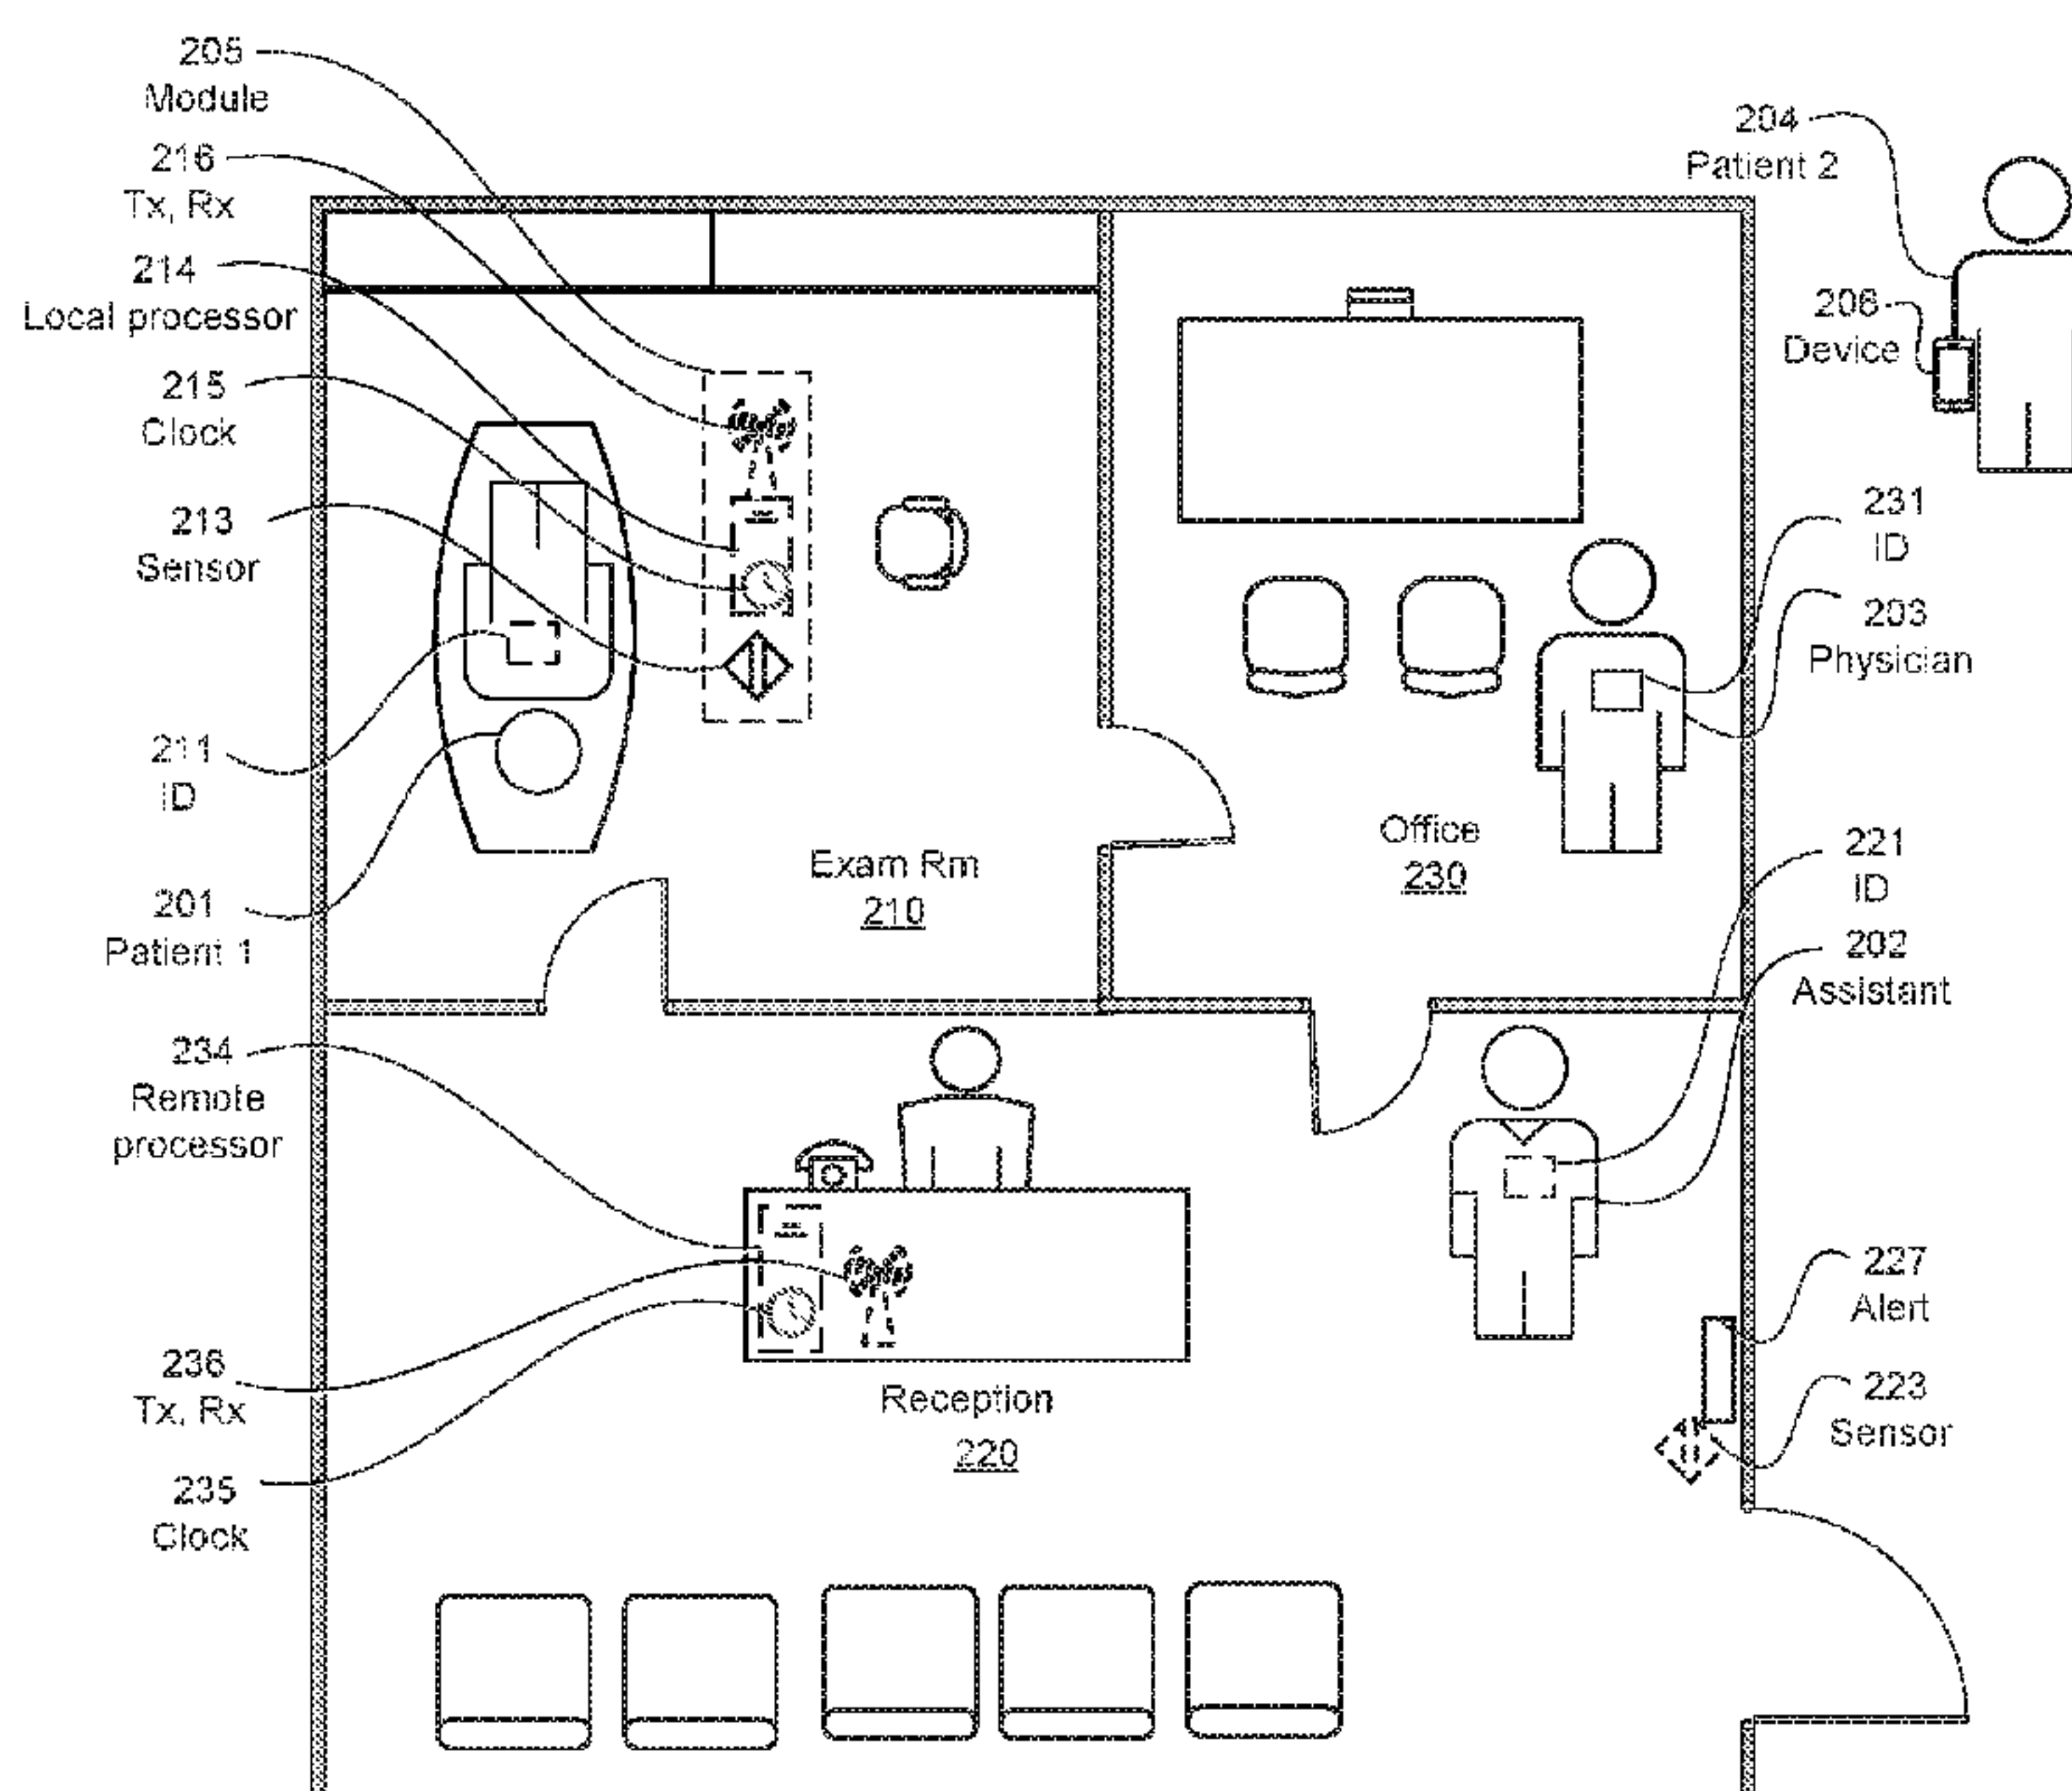 205
Module
216
Tx, Rx
214
Local processor
215
Clock
213
Sensor
211
ID
201
Patient 1
234
Remote
processor
236
Tx, Rx
235
Clock
Exam Rm
210
Office
230
Reception
220
204
Patient 2
206
Device
231
ID
203
Physician
221
ID
202
Assistant
227
Alert
223
Sensor